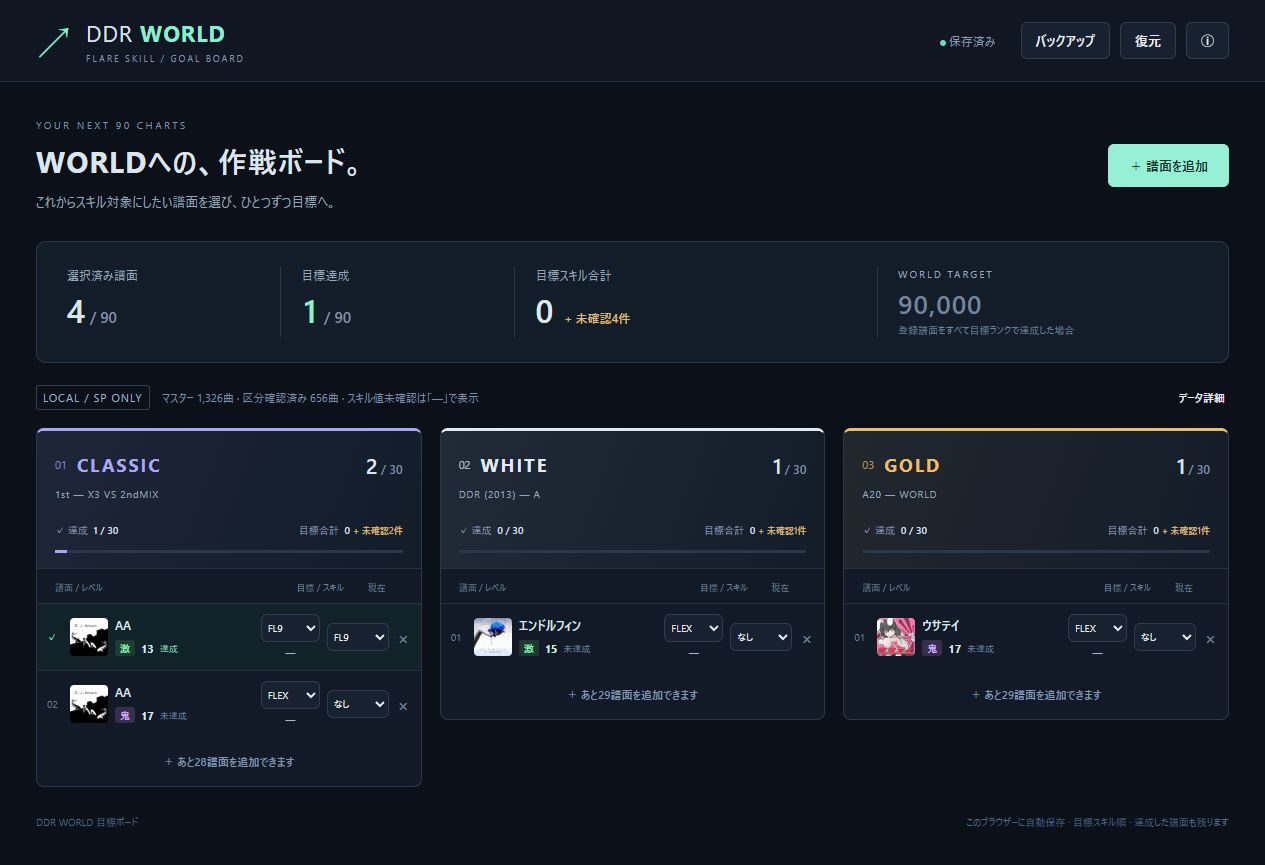 DDR WORLD
FLARE SKILL / GOAL BOARD
保存済み
バックアップ
復元
YOUR NEXT 90 CHARTS
WORLDへの、作戦ボード。
これからスキル対象にしたい譜面を選び、ひとつずつ目標へ。
+ 譜面を追加
選択済み譜面
4 / 90
目標達成
1 / 90
目標スキル合計
0 + 未確認4件
WORLD TARGET
90,000
登録譜面をすべて目標ランクで達成した場合
LOCAL / SP ONLY
マスター 1,326曲 · 区分確認済み 656曲 · スキル値未確認は「—」で表示
データ詳細
01 CLASSIC
2 / 30
1st — X3 VS 2ndMIX
✓ 達成 1 / 30
目標合計 0 + 未確認2件
譜面 / レベル 目標 / スキル 現在
✓ AA
激 13 達成
FL9
—
FL9
×
02 AA
鬼 17 未達成
FLEX
—
なし
×
+ あと28譜面を追加できます
02 WHITE
1 / 30
DDR (2013) — A
✓ 達成 0 / 30
目標合計 0 + 未確認1件
譜面 / レベル 目標 / スキル 現在
01 エンドルフィン
激 15 未達成
FLEX
—
なし
×
+ あと29譜面を追加できます
03 GOLD
1 / 30
A20 — WORLD
✓ 達成 0 / 30
目標合計 0 + 未確認1件
譜面 / レベル 目標 / スキル 現在
01 ウサテイ
鬼 17 未達成
FLEX
—
なし
×
+ あと29譜面を追加できます
DDR WORLD 目標ボード
このブラウザーに自動保存 · 目標スキル順 · 達成した譜面も残ります